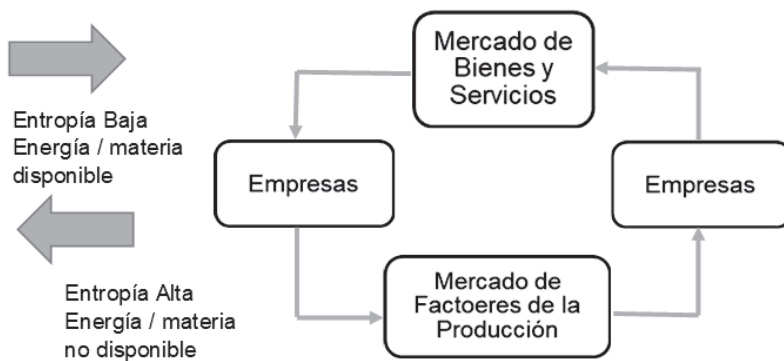 Mercado de
Bienes y
Servicios
Entropía Baja
Energía / materia
disponible
Empresas
Empresas
Entropía Alta
Energía / materia
no disponible
Mercado de
Factoeres de la
Producción